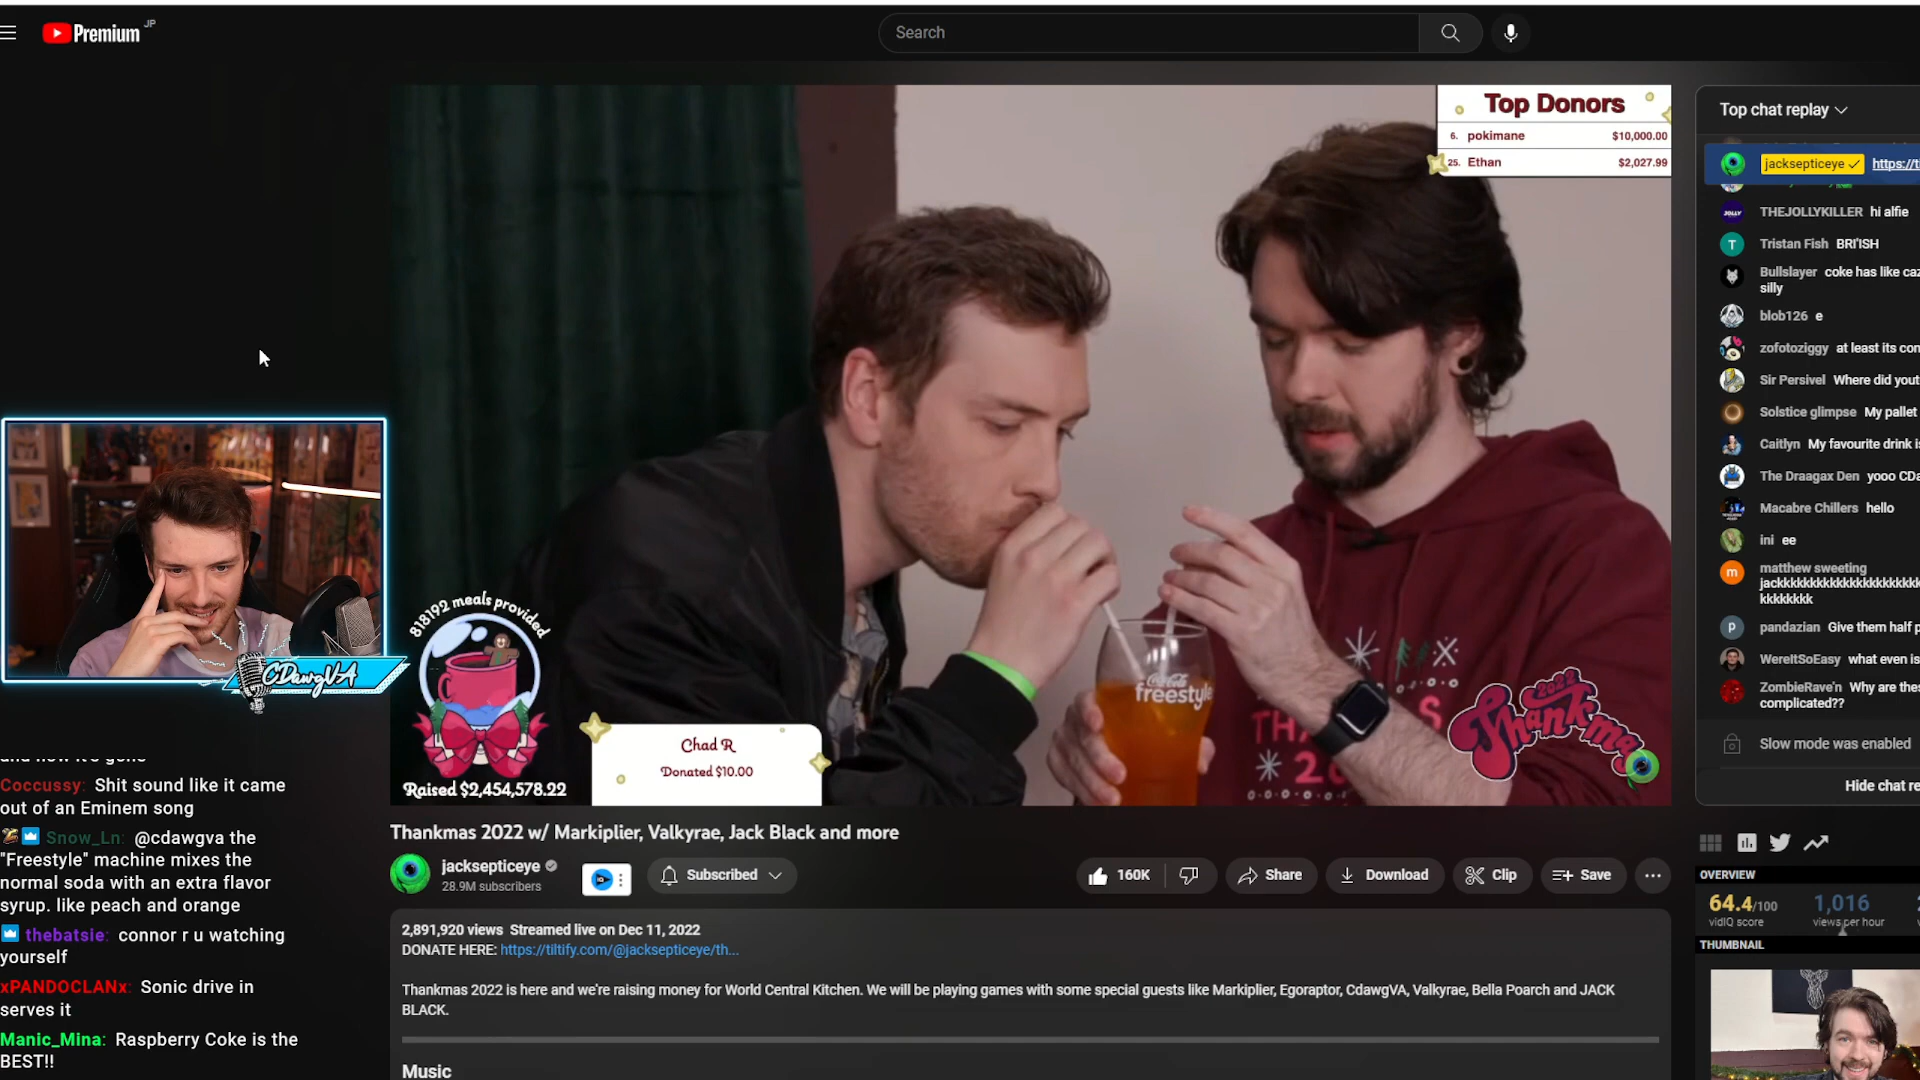 Premium JP
Search
Top Donors
6. pokimane $10,000.00
25. Ethan $2,027.99
818192 meals provided
Raised $2,454,578.22
Chad R
Donated $10.00
Coca-Cola
freestyle
2022
Thankmas
CDawgVA
Top chat replay
jacksepticeye
THEJOLLYKILLER hi alfie
Tristan Fish BRI'ISH
Bullslayer coke has like
silly
blob126 e
zofotoziggy at least its
Sir Persivel Where did
Solstice glimpse My pallet
Caitlyn My favourite drink
The Draagax Den yooo
Macabre Chillers hello
ini ee
matthew sweeting
pandazian Give them half
WereItSoEasy what even is
ZombieRave'n Why are
complicated??
Slow mode was enabled
Hide chat
Coccussy: Shit sound like it came
out of an Eminem song
Snow_Ln: @cdawgva the
"Freestyle" machine mixes the
normal soda with an extra flavor
syrup. like peach and orange
thebatsie: connor r u watching
yourself
xPANDOCLANx: Sonic drive in
serves it
Manic_Mina: Raspberry Coke is the
BEST!!
Thankmas 2022 w/ Markiplier, Valkyrae, Jack Black and more
jacksepticeye
28.9M subscribers
Subscribed
160K
Share
Download
Clip
Save
2,891,920 views Streamed live on Dec 11, 2022
DONATE HERE: https://tiltify.com/@jacksepticeye/th...
Thankmas 2022 is here and we're raising money for World Central Kitchen. We will be playing games with some special guests like Markiplier, Egoraptor, CdawgVA, Valkyrae, Bella Poarch and JACK
BLACK.
Music
OVERVIEW
64.4/100
vidIQ score
1,016
views per hour
THUMBNAIL